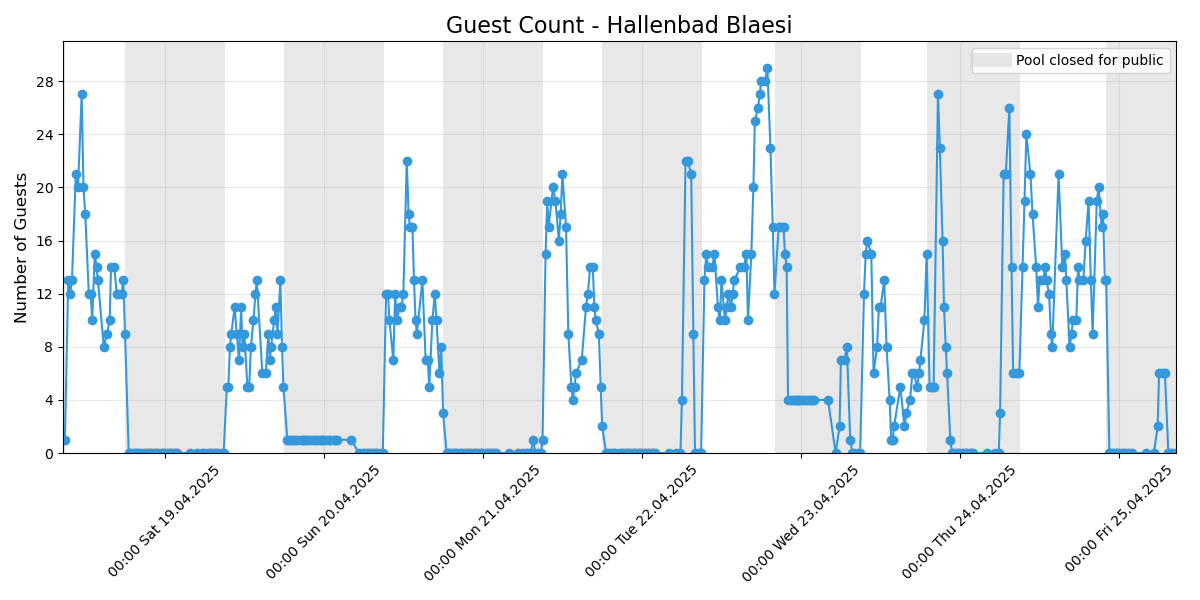 Guest Count - Hallenbad Blaesi
Pool closed for public
Number of Guests
28
24
20
16
12
8
4
0
00:00 Sat 19.04.2025
00:00 Sun 20.04.2025
00:00 Mon 21.04.2025
00:00 Tue 22.04.2025
00:00 Wed 23.04.2025
00:00 Thu 24.04.2025
00:00 Fri 25.04.2025